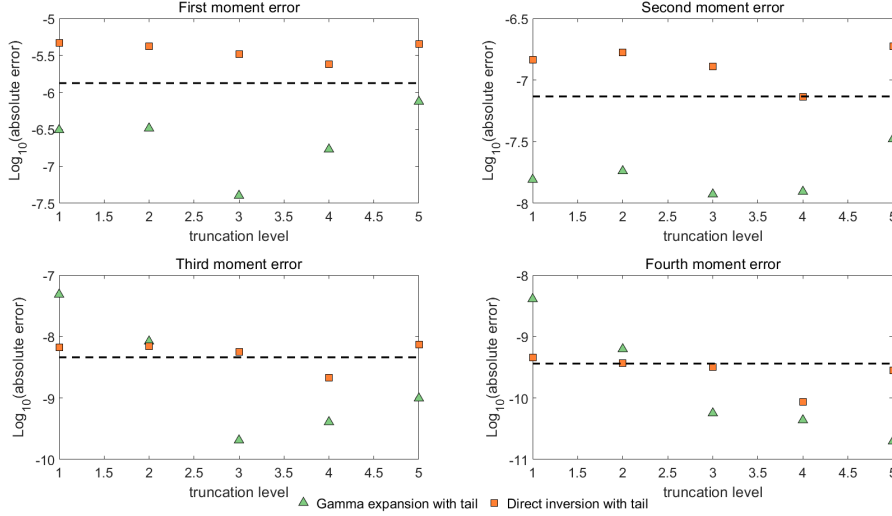 First moment error
Log10(absolute error)
-5
-5.5
-6
-6.5
-7
-7.5
1 1.5 2 2.5 3 3.5 4 4.5 5
truncation level
Second moment error
Log10(absolute error)
-6.5
-7
-7.5
-8
1 1.5 2 2.5 3 3.5 4 4.5 5
truncation level
Third moment error
Log10(absolute error)
-7
-8
-9
-10
1 1.5 2 2.5 3 3.5 4 4.5 5
truncation level
Fourth moment error
Log10(absolute error)
-8
-9
-10
-11
1 1.5 2 2.5 3 3.5 4 4.5 5
truncation level
Gamma expansion with tail Direct inversion with tail